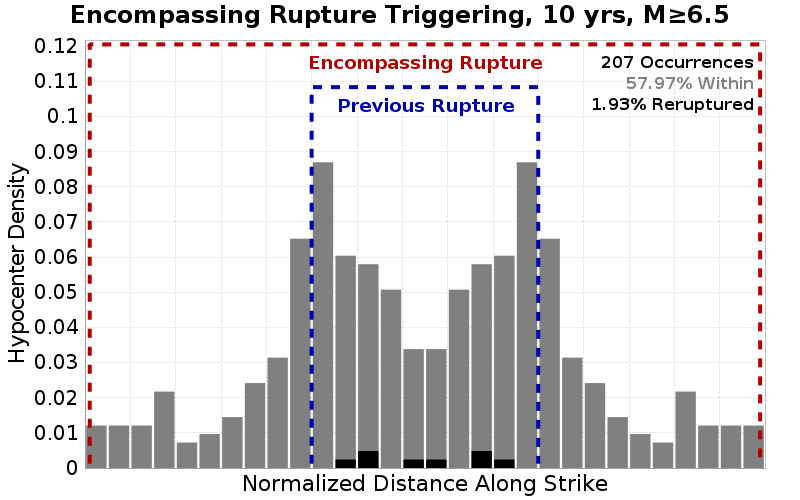 Encompassing Rupture Triggering, 10 yrs, M≥6.5
Encompassing Rupture
207 Occurrences
57.97% Within
1.93% Reruptured
Previous Rupture
Hypocenter Density
0.12
0.11
0.1
0.09
0.08
0.07
0.06
0.05
0.04
0.03
0.02
0.01
0
Normalized Distance Along Strike